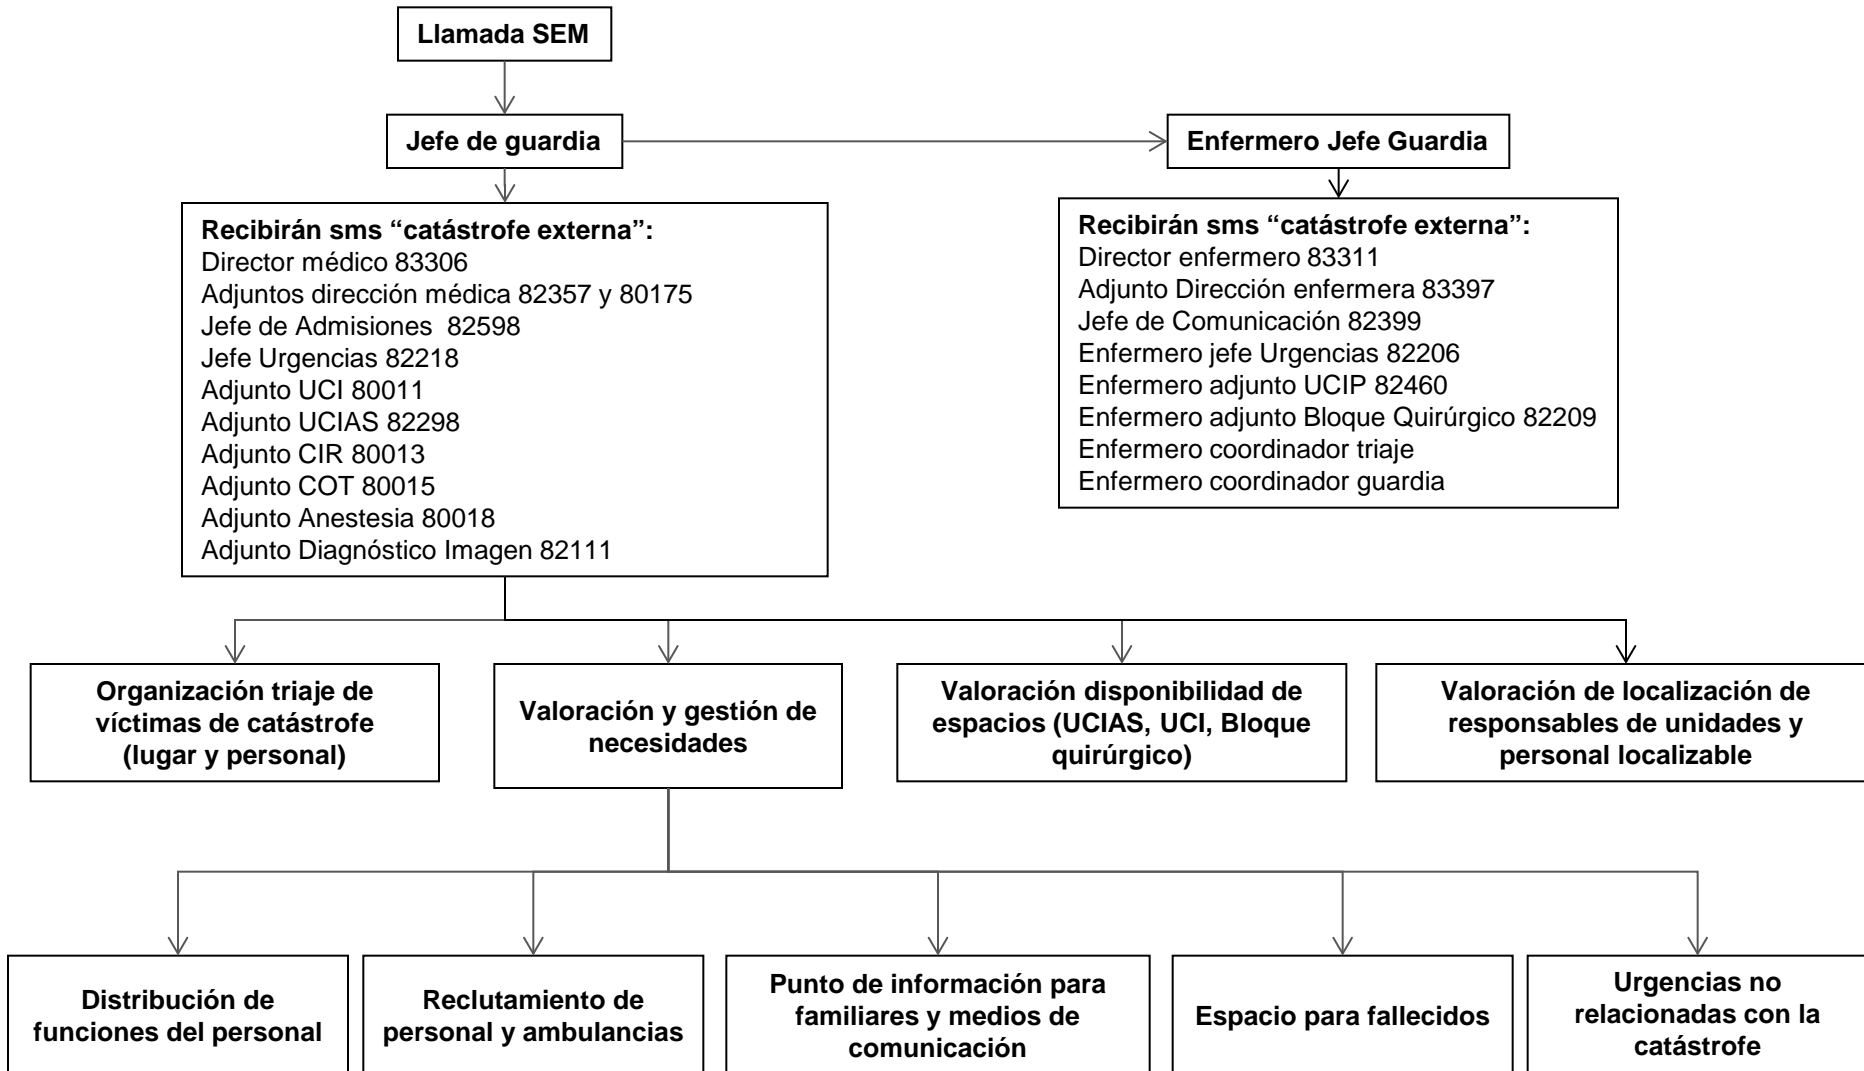 Llamada SEM
Jefe de guardia
Enfermero Jefe Guardia
Recibirán sms “catástrofe externa”:
Director médico 83306
Adjuntos dirección médica 82357 y 80175
Jefe de Admisiones  82598
Jefe Urgencias 82218
Adjunto UCI 80011
Adjunto UCIAS 82298
Adjunto CIR 80013
Adjunto COT 80015
Adjunto Anestesia 80018
Adjunto Diagnóstico Imagen 82111
Recibirán sms “catástrofe externa”:
Director enfermero 83311
Adjunto Dirección enfermera 83397
Jefe de Comunicación 82399
Enfermero jefe Urgencias 82206
Enfermero adjunto UCIP 82460
Enfermero adjunto Bloque Quirúrgico 82209
Enfermero coordinador triaje
Enfermero coordinador guardia
Organización triaje de
víctimas de catástrofe
(lugar y personal)
Valoración y gestión de
necesidades
Valoración disponibilidad de
espacios (UCIAS, UCI, Bloque
quirúrgico)
Valoración de localización de
responsables de unidades y
personal localizable
Distribución de
funciones del personal
Reclutamiento de
personal y ambulancias
Punto de información para
familiares y medios de
comunicación
Espacio para fallecidos
Urgencias no
relacionadas con la
catástrofe